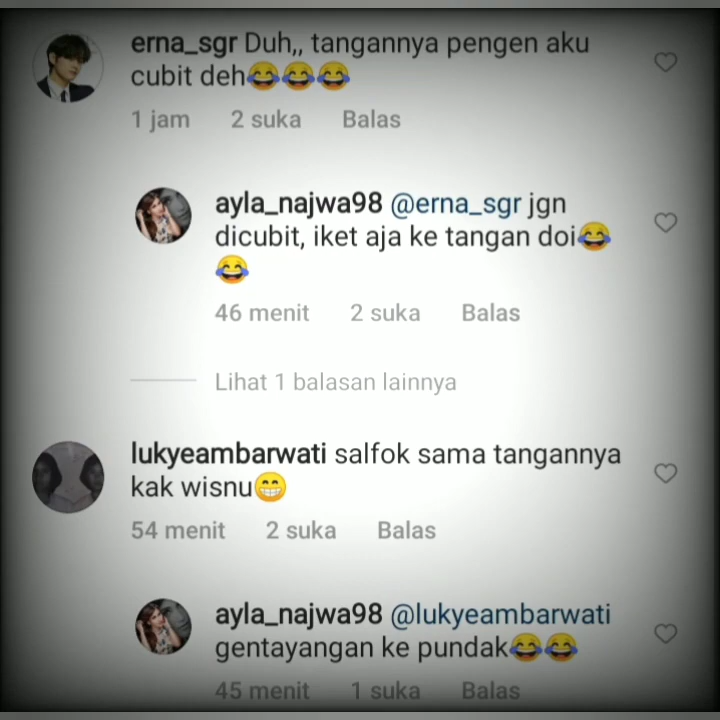 erna_sgr Duh,, tangannya pengen aku
cubit deh😂😂😂
1 jam 2 suka Balas
ayla_najwa98 @erna_sgr jgn
dicubit, iket aja ke tangan doi😂
😂
46 menit 2 suka Balas
Lihat 1 balasan lainnya
lukyeambarwati salfok sama tangannya
kak wisnu😁
54 menit 2 suka Balas
ayla_najwa98 @lukyeambarwati
gentayangan ke pundak😂😂
45 menit 1 suka Balas